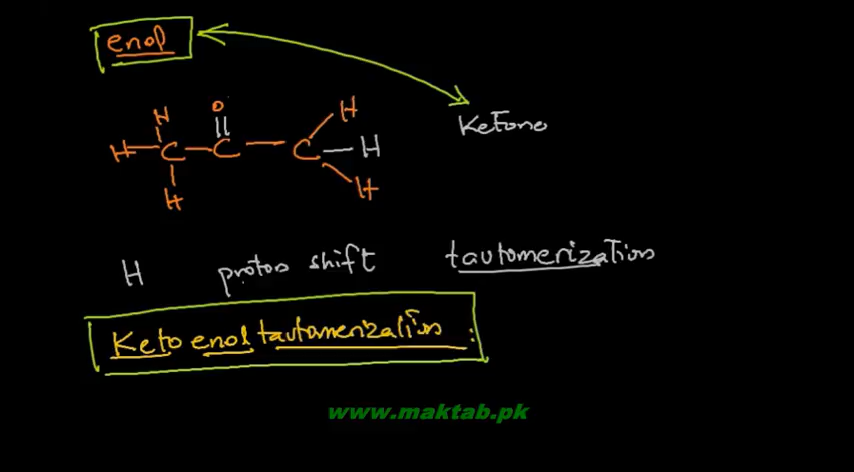 enol
Ketone
H O H
H C C C H
H H
H proton shift tautomerization
Keto enol tautomerization :
www.maktab.pk